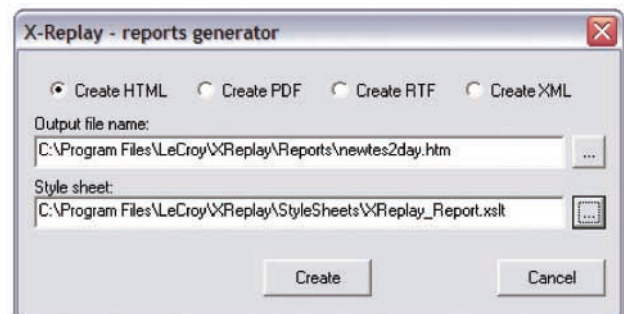 X-Replay - reports generator
Create HTML Create PDF Create RTF Create XML
Output file name:
C:\Program Files\LeCroy\XReplay\Reports\newtes2day.htm
...
Style sheet:
C:\Program Files\LeCroy\XReplay\StyleSheets\XReplay_Report.xslt
...
Create Cancel